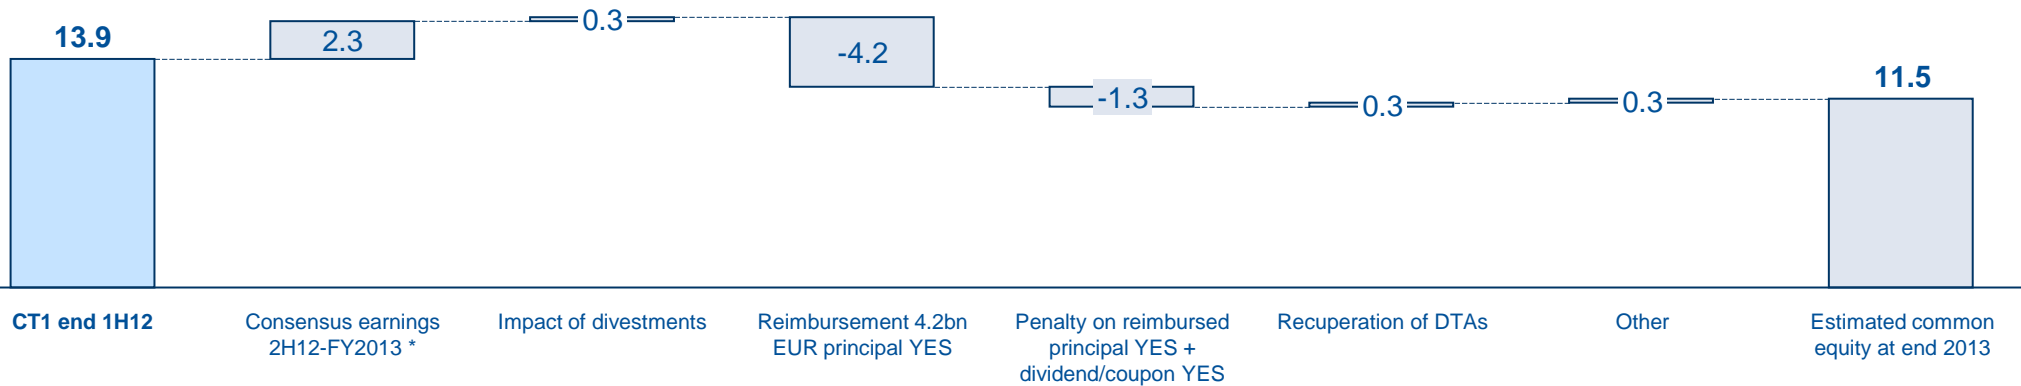 13.9
2.3
0.3
-4.2
-1.3
0.3
0.3
11.5
CT1 end 1H12
Consensus earnings
2H12-FY2013 *
Impact of divestments
Reimbursement 4.2bn
EUR principal YES
Penalty on reimbursed
principal YES +
dividend/coupon YES
Recuperation of DTAs
Other
Estimated common
equity at end 2013